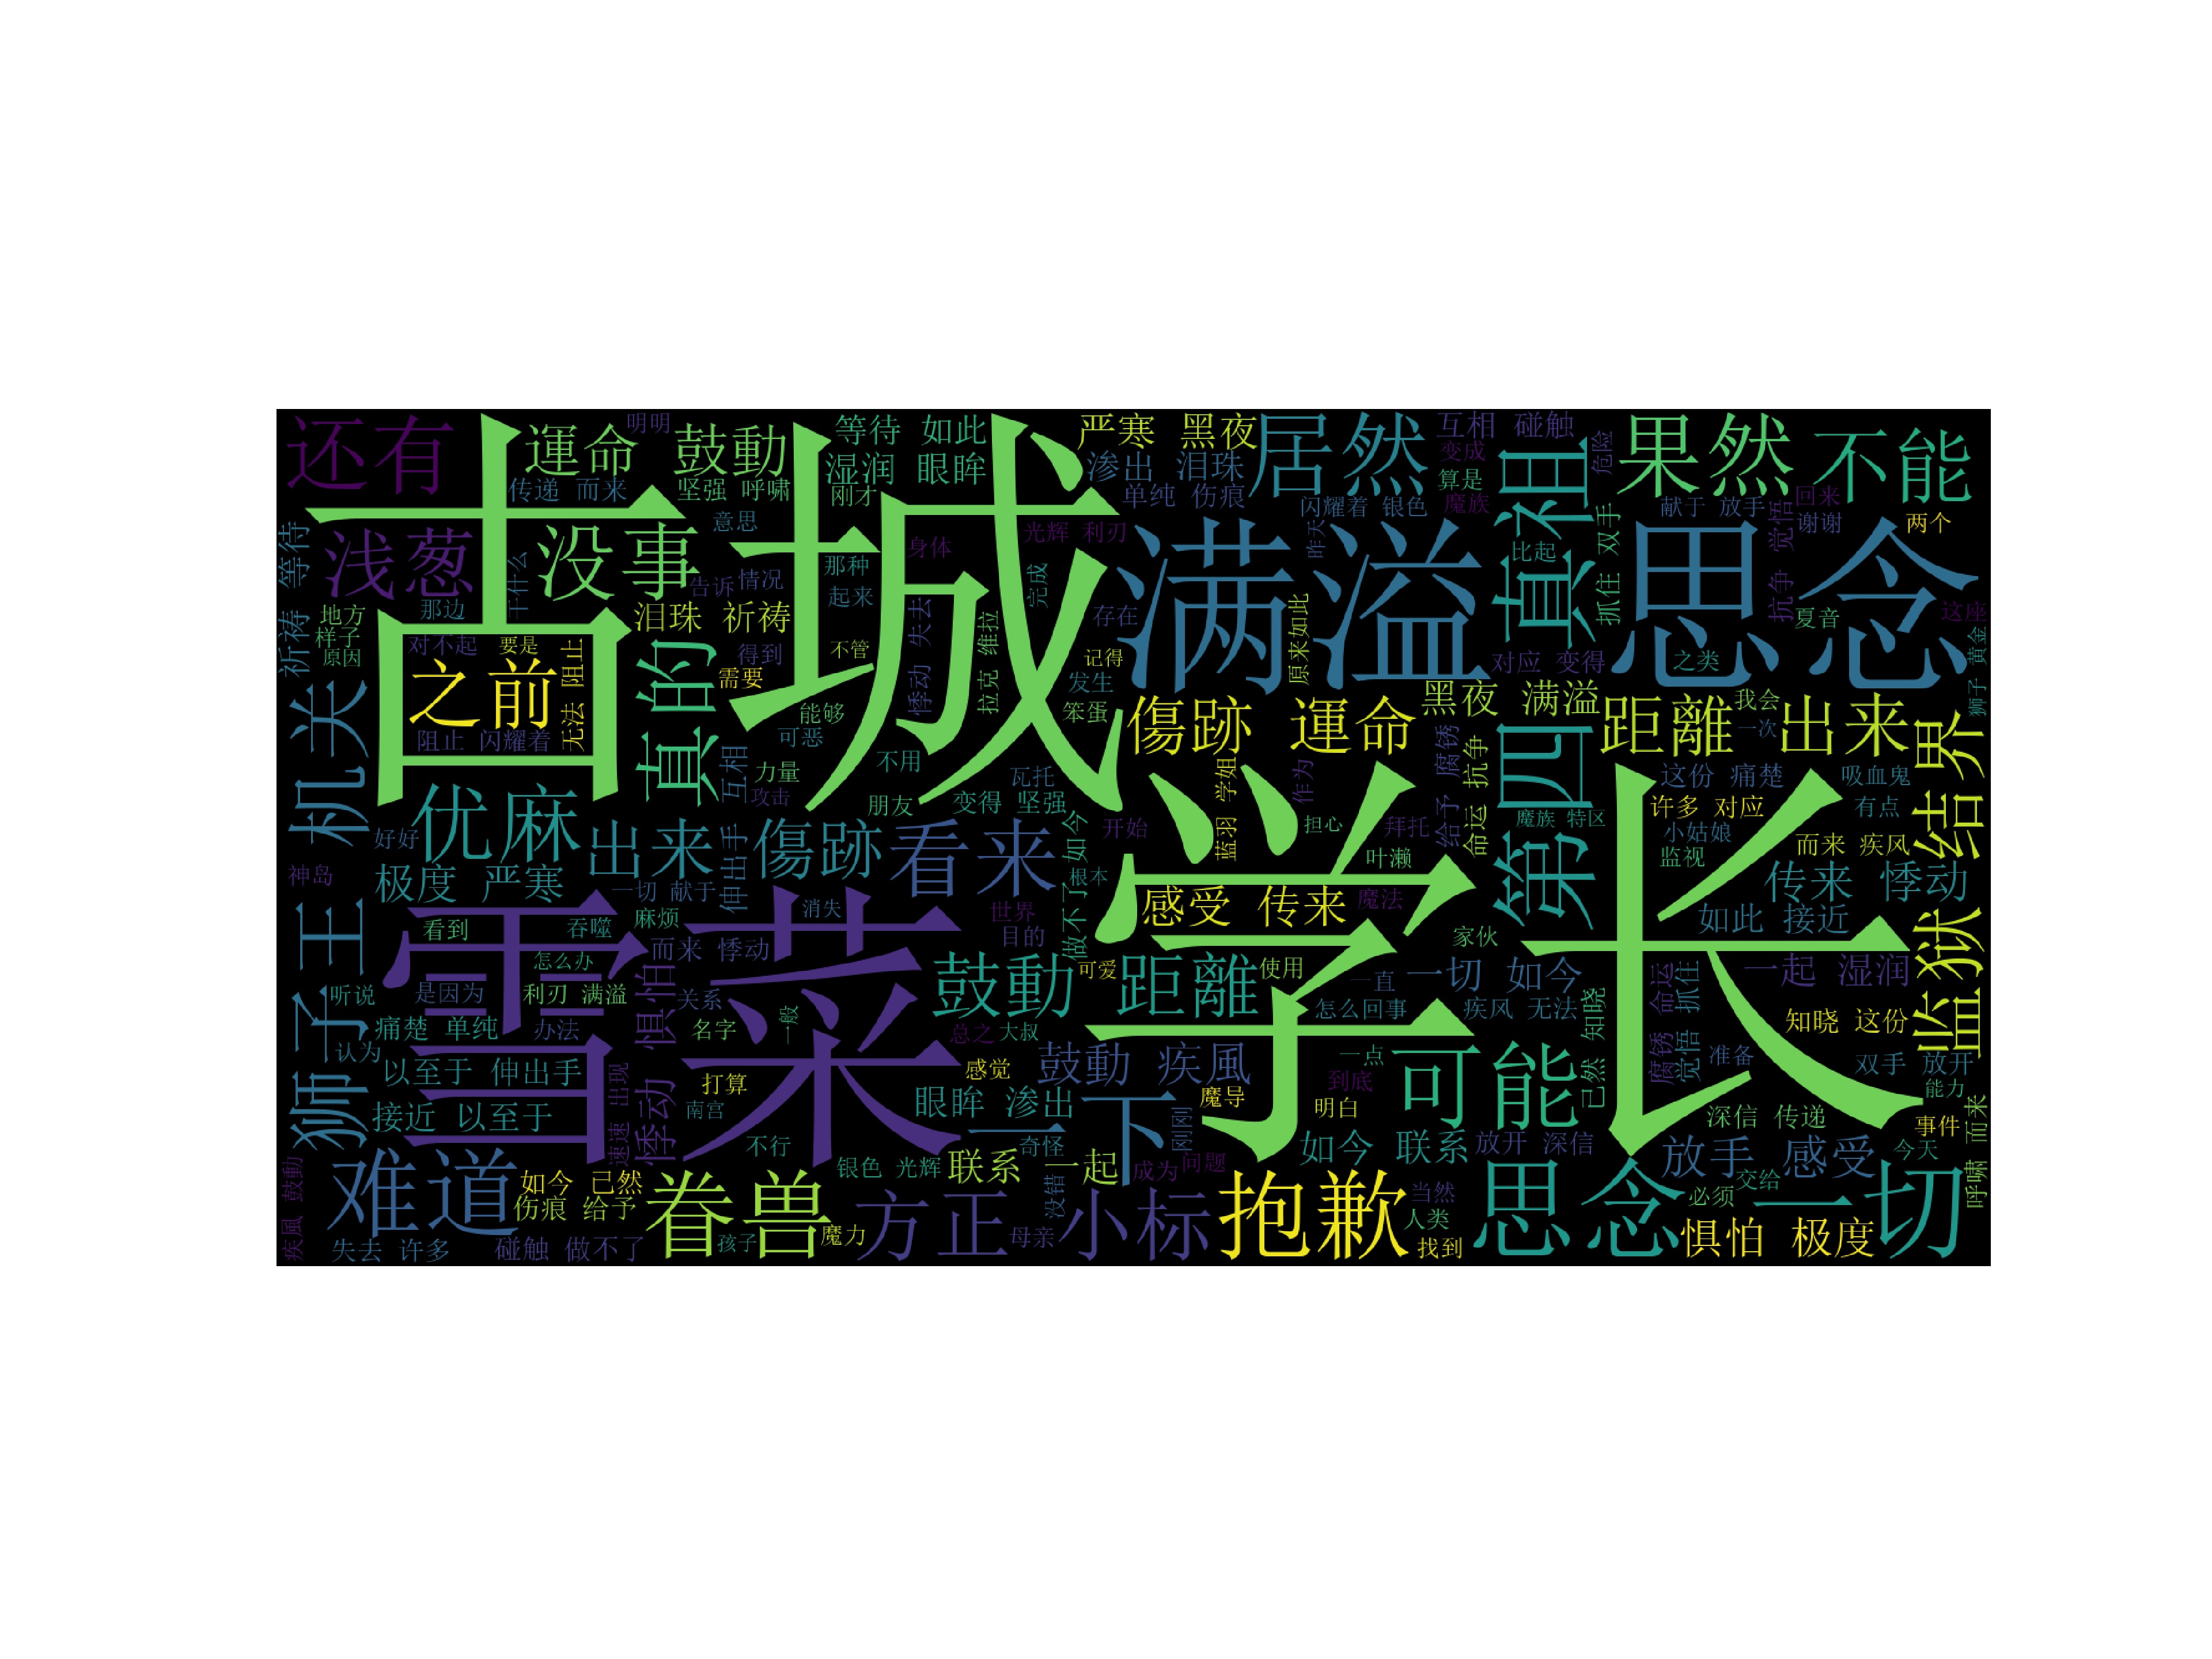 古城
学长
雪菜
满溢
思念
还有
運命 鼓動
明明
等待 如此
严寒 黑夜
居然
互相 碰触
果然
不能
真相
危险
传递 而来
坚强 呼啸
湿润 眼眸
刚才
渗出 泪珠
单纯 伤痕
变成
算是
闪耀着 银色
魔族
献于 放手
回来
谢谢
两个
祈祷 等待
浅葱
没事
干什么
意思
身体
光辉 利刃
昨天
比起
抓住 双手
抗争 觉悟
告诉
情况
那种
起来
完成
地方
样子
原因
那边
对不起
要是
泪珠 祈祷
真的
得到
需要
不管
悸动 失去
拉克 维拉
存在
记得
原来如此
对应 变得
之类
夏音
这座
狮子 黄金
之前
无法 阻止
阻止 闪耀着
能够
可恶
发生
笨蛋
傷跡 運命
黑夜 满溢
距離
我会
一次
出来
结界
机关
力量
互相
攻击
不用
朋友
变得 坚强
瓦托
蓝羽 学姐
作为
给予 腐锈
命运 抗争
第四
这份 痛楚
吸血鬼
许多 对应
有点
优麻
出来
傷跡
看来
做不了 如今
开始
担心
拜托
叶濑
魔族 特区
小姑娘
监视
而来 疾风
好好
极度 严寒
传来 悸动
神岛
一切 献于
伸出手
根本
感受 传来
魔法
如此 接近
监狱
狮子王
看到
吞噬
麻烦
消失
世界
目的
家伙
怎么办
而来 悸动
鼓動 距離
可爱
使用
一直
一切 如今
一起 湿润
听说
是因为
利刃 满溢
惧怕
关系
怎么回事
疾风 无法
已然 知晓
腐锈 命运
觉悟 抓住
知晓 这份
痛楚 单纯
办法
名字
一般
总之
大叔
认为
以至于 伸出手
鼓動 疾風
一点
到底
可能
准备
双手 放开
速速 出现
悸动
打算
南宫
感觉
眼眸 渗出
一下
魔导
明白
能力
接近 以至于
深信 传递
事件
呼啸 而来
不行
奇怪
刚刚
如今 联系
放开 深信
放手 感受
今天
疾風 鼓動
难道
如今 已然
伤痕 给予
眷兽
银色 光辉
联系 一起
没错
成为
问题
抱歉
当然
思念
必须
交给
一切
失去 许多
碰触 做不了
孩子
魔力
方正
母亲
小标
人类
找到
惧怕 极度